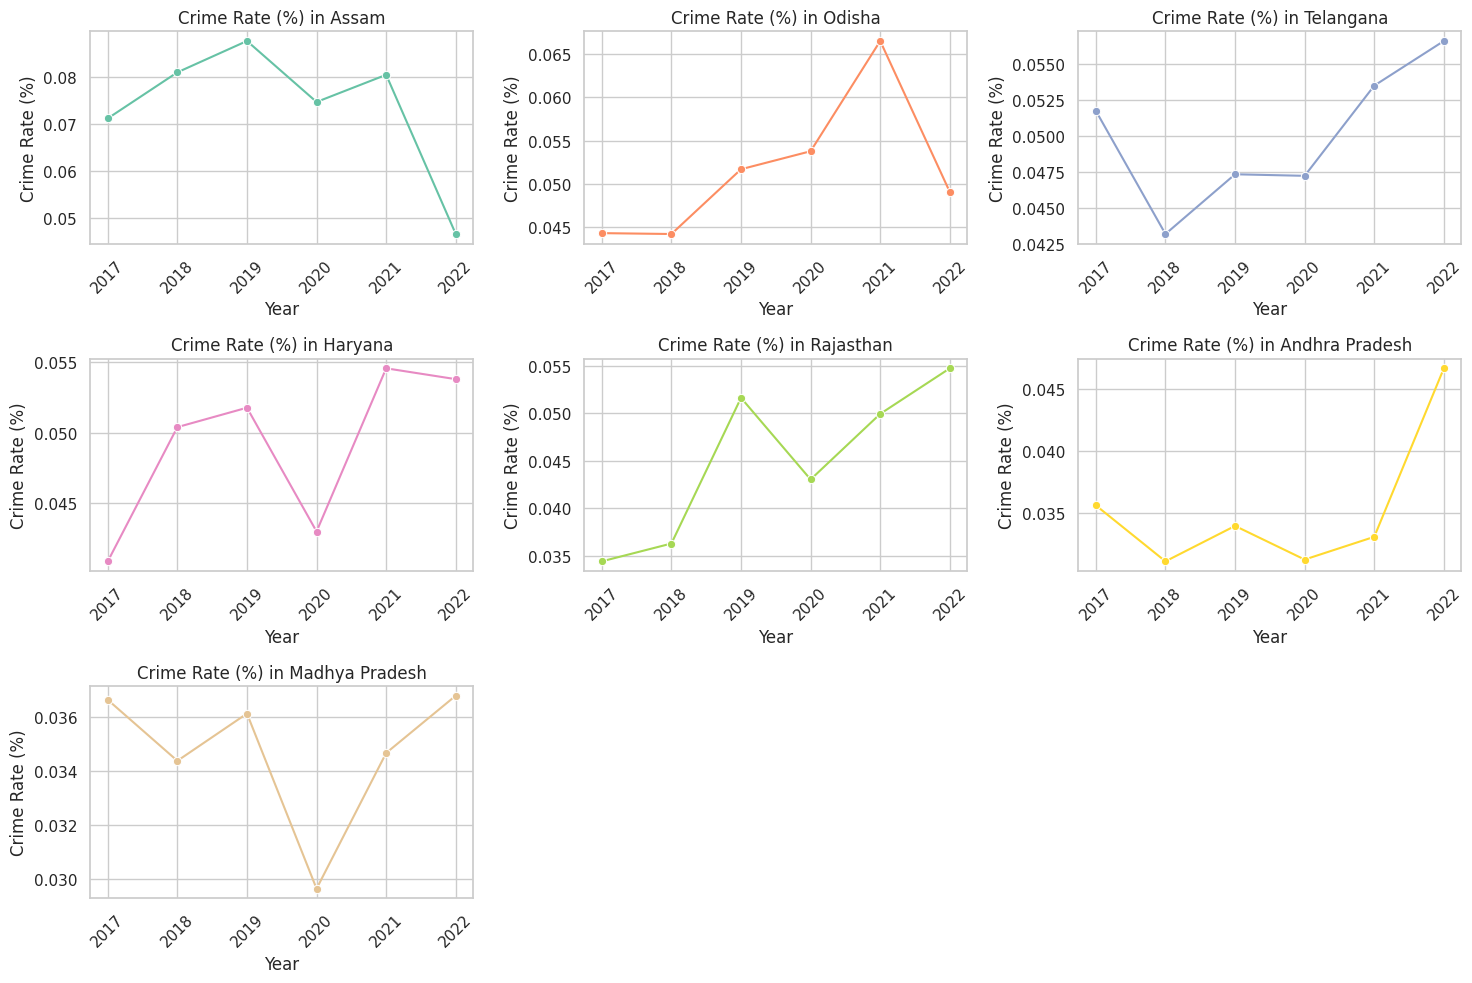 Crime Rate (%) in Assam
Crime Rate (%)
0.08
0.07
0.06
0.05
2017 2018 2019 2020 2021 2022
Year
Crime Rate (%) in Odisha
Crime Rate (%)
0.065
0.060
0.055
0.050
0.045
2017 2018 2019 2020 2021 2022
Year
Crime Rate (%) in Telangana
Crime Rate (%)
0.0550
0.0525
0.0500
0.0475
0.0450
0.0425
2017 2018 2019 2020 2021 2022
Year
Crime Rate (%) in Haryana
Crime Rate (%)
0.055
0.050
0.045
2017 2018 2019 2020 2021 2022
Year
Crime Rate (%) in Rajasthan
Crime Rate (%)
0.055
0.050
0.045
0.040
0.035
2017 2018 2019 2020 2021 2022
Year
Crime Rate (%) in Andhra Pradesh
Crime Rate (%)
0.045
0.040
0.035
2017 2018 2019 2020 2021 2022
Year
Crime Rate (%) in Madhya Pradesh
Crime Rate (%)
0.036
0.034
0.032
0.030
2017 2018 2019 2020 2021 2022
Year